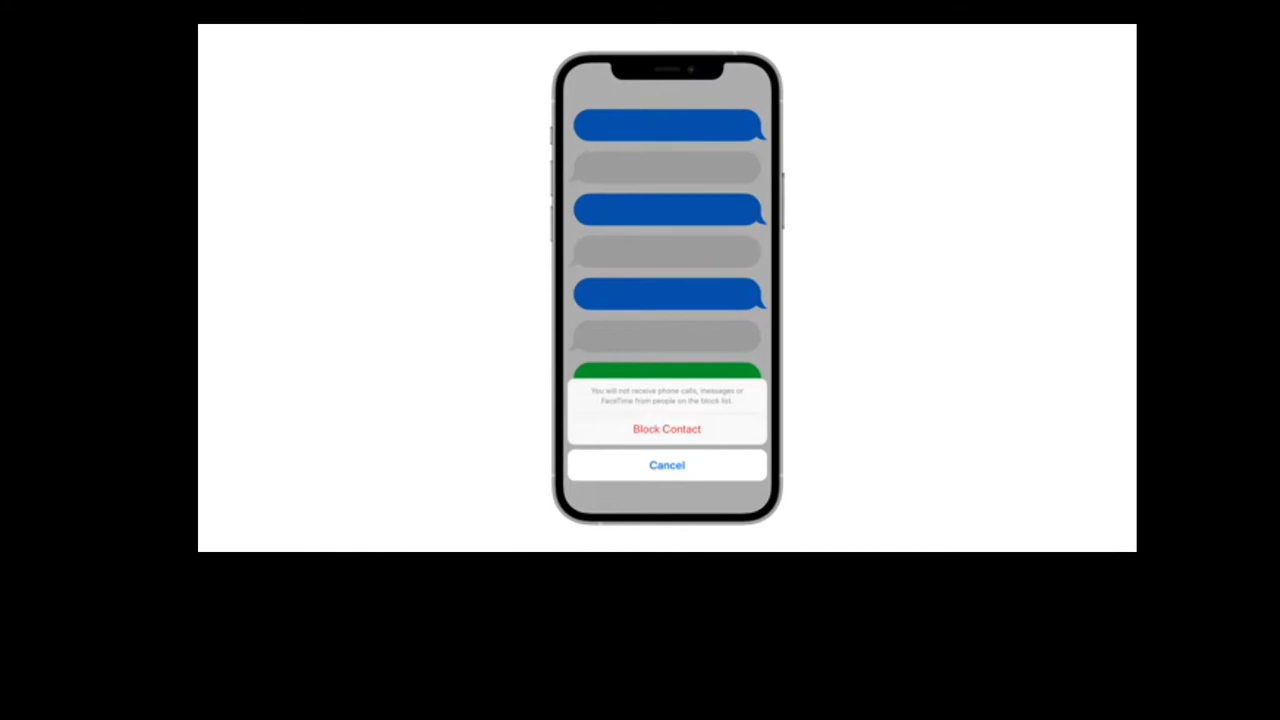 You will not receive phone calls, messages or
FaceTime from people on the block list.
Block Contact
Cancel